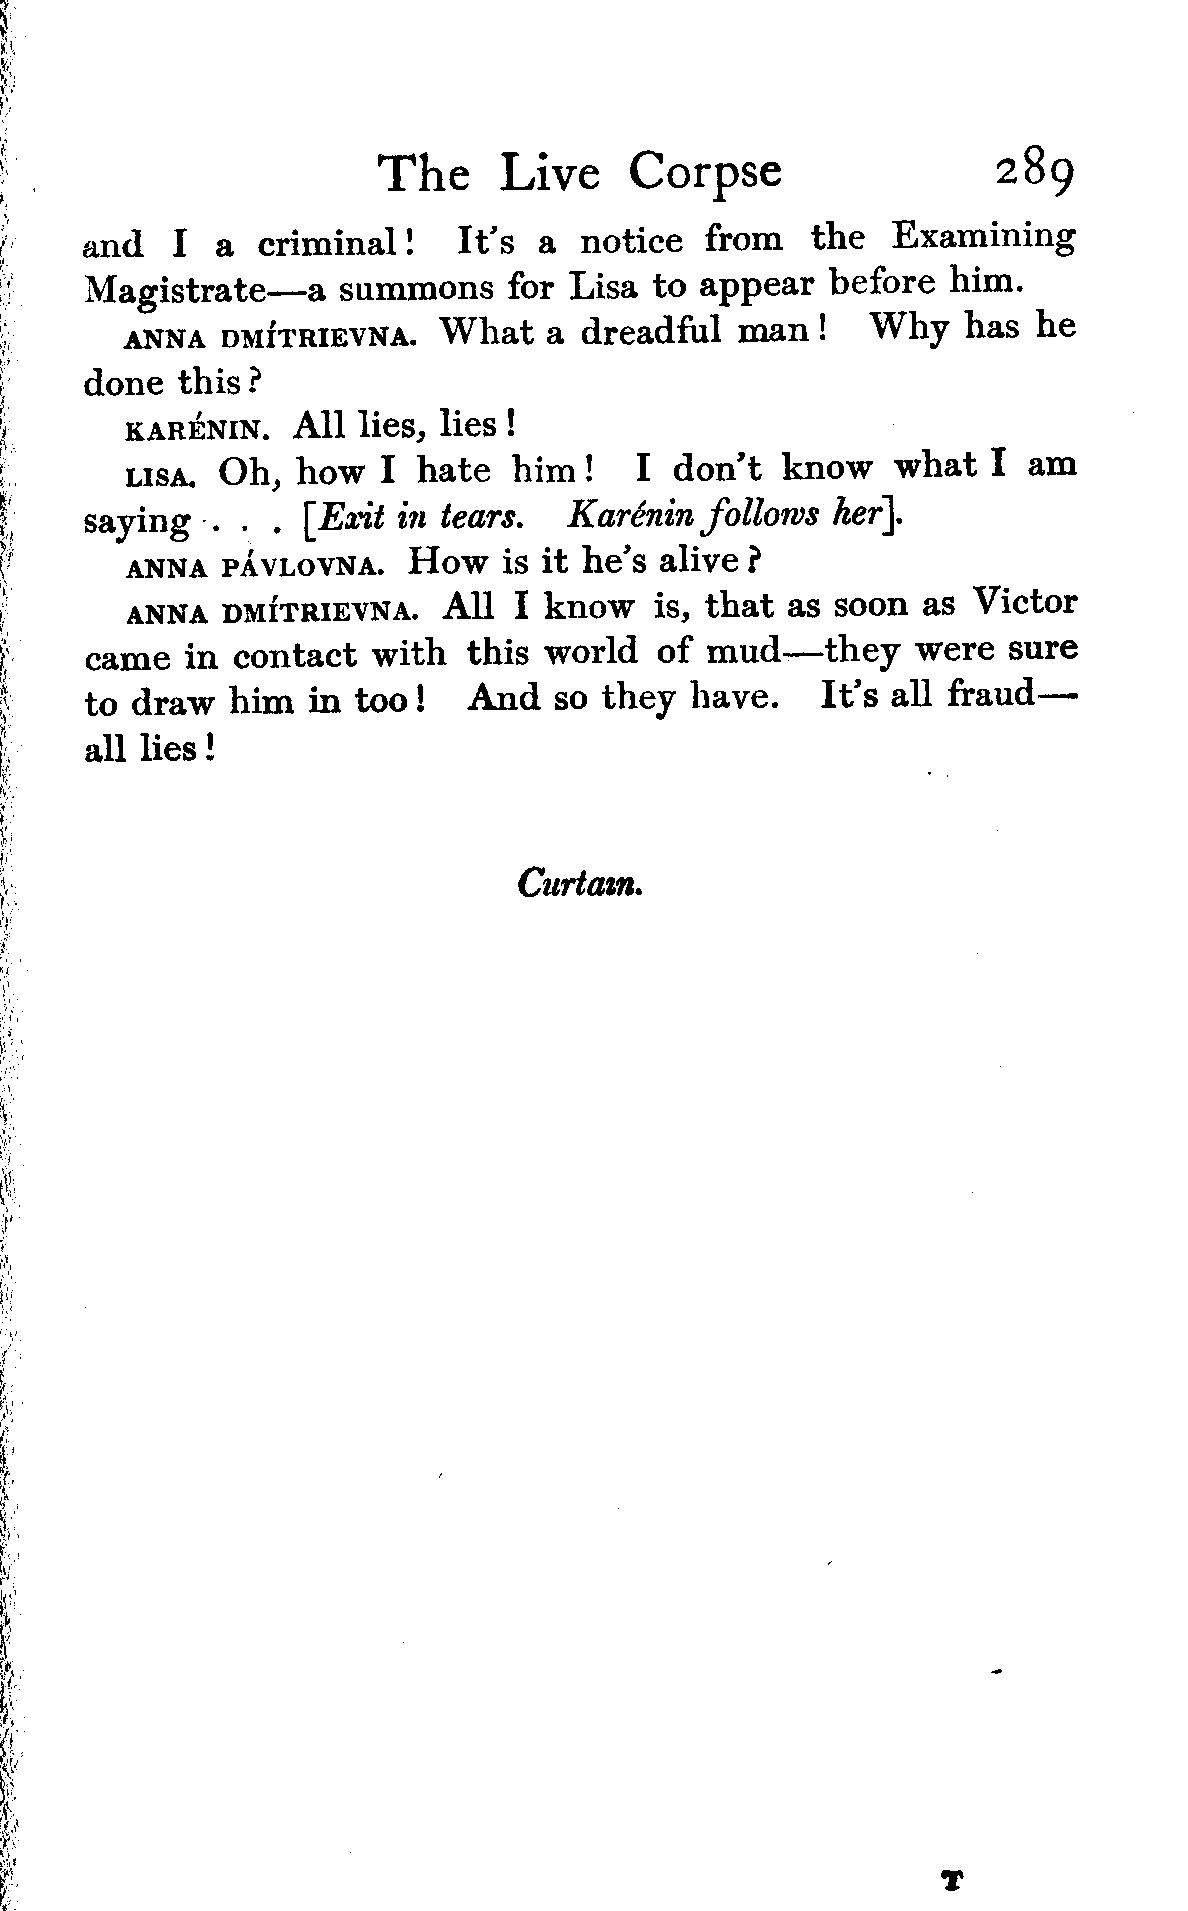 The Live Corpse 289
and I a criminal! It's a notice from the Examining
Magistrate—a summons for Lisa to appear before him.
ANNA DMÍTRIEVNA. What a dreadful man! Why has he
done this?
KARÉNIN. All lies, lies!
LISA. Oh, how I hate him! I don't know what I am
saying . . . [Exit in tears. Karénin follows her].
ANNA PÁVLOVNA. How is it he's alive?
ANNA DMÍTRIEVNA. All I know is, that as soon as Victor
came in contact with this world of mud—they were sure
to draw him in too! And so they have. It's all fraud—
all lies!
Curtain.
T